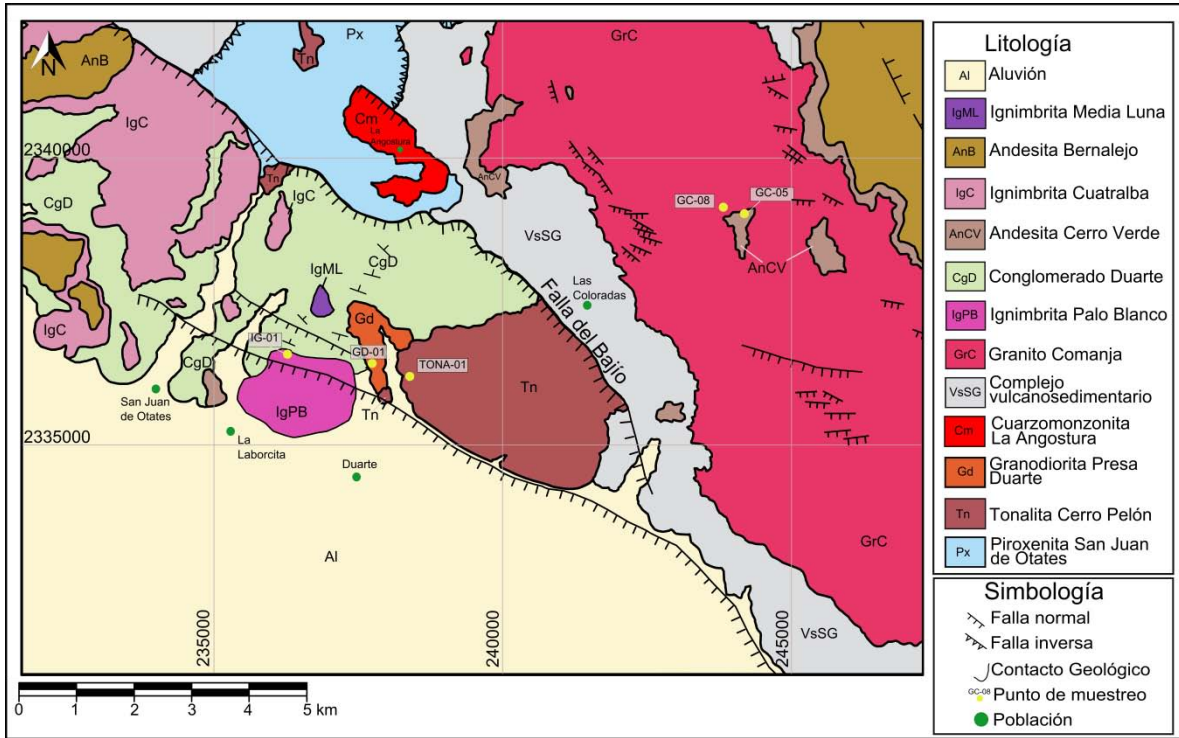 N
AnB
IgC
Px
Tn
Cm
La
Angostura
GrC
2340000
CgD
Tn
IgC
AnCV
GC-08
GC-05
VsSG
AnCV
CgD
IgML
Las
Coloradas
Gd
Falla del Bajío
IgC
IG-01
GD-01
TONA-01
CgD
Tn
San Juan
de Otates
IgPB
Tn
2335000
La
Laborcita
Duarte
Al
GrC
VsSG
235000
240000
245000
0 1 2 3 4 5 km
Litología
Al Aluvión
IgML Ignimbrita Media Luna
AnB Andesita Bernalejo
IgC Ignimbrita Cuatralba
AnCV Andesita Cerro Verde
CgD Conglomerado Duarte
IgPB Ignimbrita Palo Blanco
GrC Granito Comanja
VsSG Complejo
vulcanosedimentario
Cm Cuarzomonzonita
La Angostura
Gd Granodiorita Presa
Duarte
Tn Tonalita Cerro Pelón
Px Piroxenita San Juan
de Otates
Simbología
Falla normal
Falla inversa
Contacto Geológico
GC-08 Punto de muestreo
Población